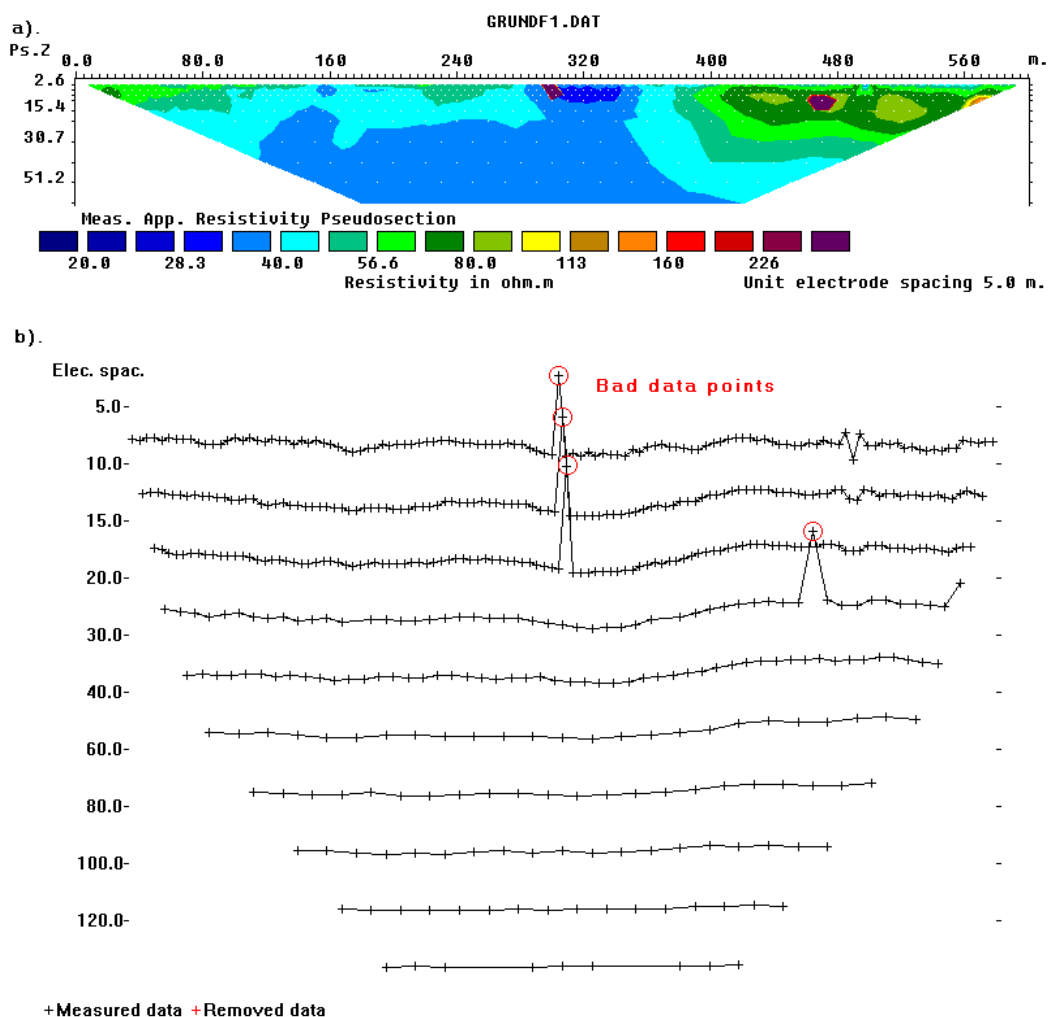 a).
GRUNDF1.DAT
Ps.Z 0.0 80.0 160 240 320 400 480 560 m.
2.6
15.4
30.7
51.2
Meas. App. Resistivity Pseudosection
20.0 28.3 40.0 56.6 80.0 113 160 226
Resistivity in ohm.m Unit electrode spacing 5.0 m.
b).
Elec. spac.
Bad data points
5.0-
10.0-
15.0-
20.0-
30.0-
40.0-
60.0-
80.0-
100.0-
120.0-
+Measured data +Removed data